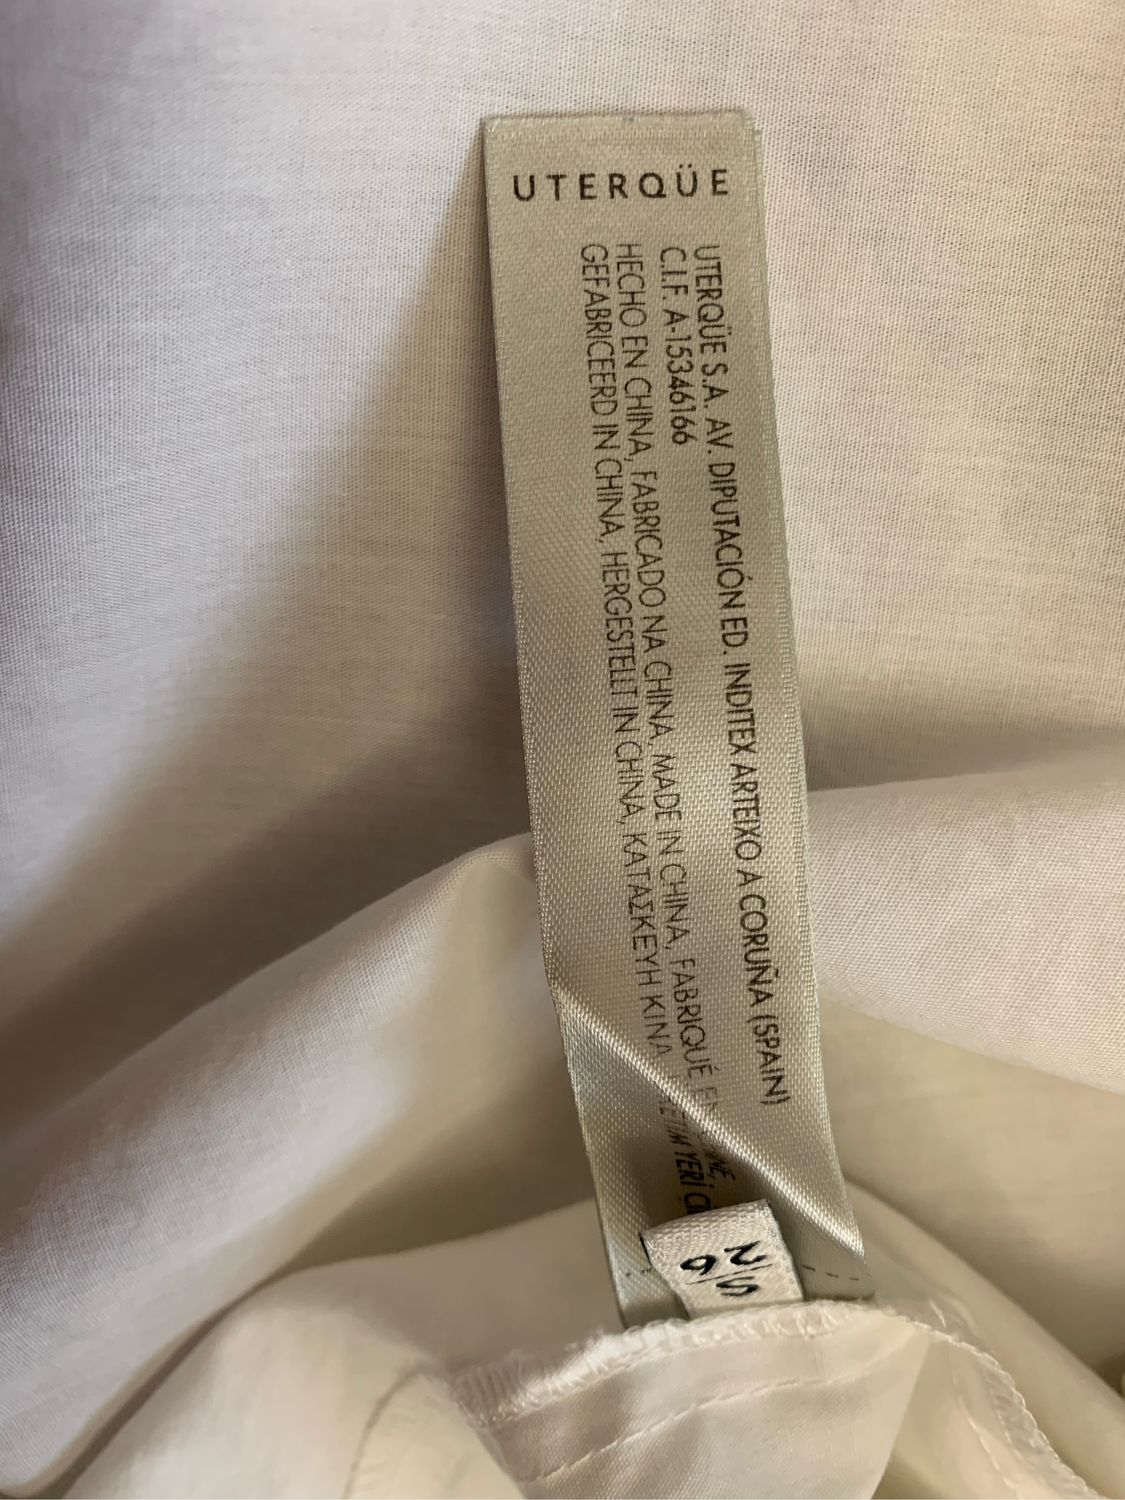 UTERQÜE
UTERQÜE S.A. AV. DIPUTACIÓN ED. INDITEX ARTEIXO A CORUÑA (SPAIN)
C.I.F. A-15346166
HECHO EN CHINA, FABRICADO NA CHINA, MADE IN CHINA, FABRIQUÉ
GEFABRICEERD IN CHINA, HERGESTELLT IN CHINA, ΚΑΤΑΣΚΕΥΗ ΚΙΝΑ YERİ